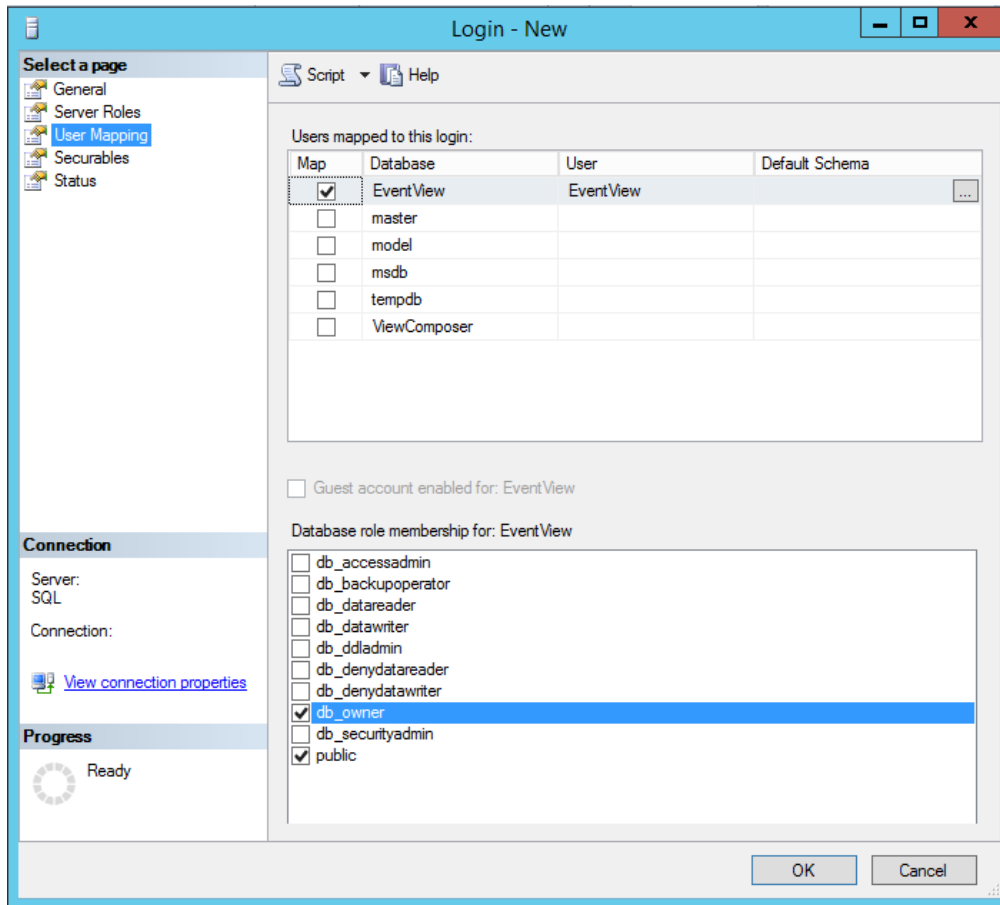 Login - New
Select a page
General
Server Roles
User Mapping
Securables
Status
Script Help
Users mapped to this login:
Map Database User Default Schema
EventView EventView ...
master
model
msdb
tempdb
ViewComposer
Guest account enabled for: EventView
Database role membership for: EventView
db_accessadmin
db_backupoperator
db_datareader
db_datawriter
db_ddladmin
db_denydatareader
db_denydatawriter
db_owner
db_securityadmin
public
Connection
Server:
SQL
Connection:
View connection properties
Progress
Ready
OK Cancel